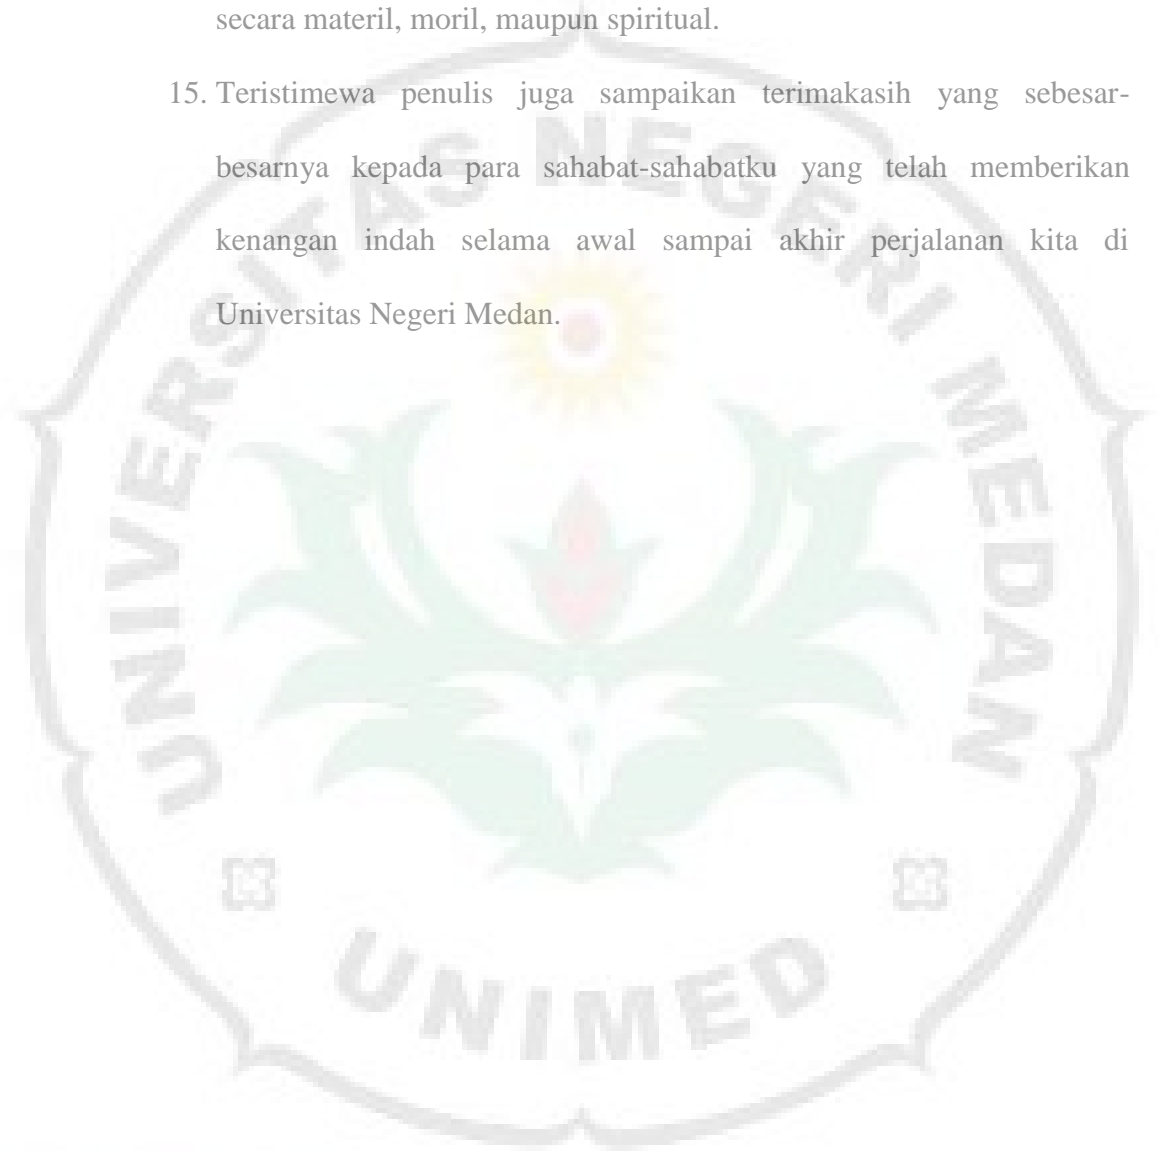 secara materil, moril, maupun spiritual.
15. Teristimewa penulis juga sampaikan terimakasih yang sebesar-
besarnya kepada para sahabat-sahabatku yang telah memberikan
kenangan indah selama awal sampai akhir perjalanan kita di
Universitas Negeri Medan.
UNIVERSITAS NEGERI MEDAN
UNIMED